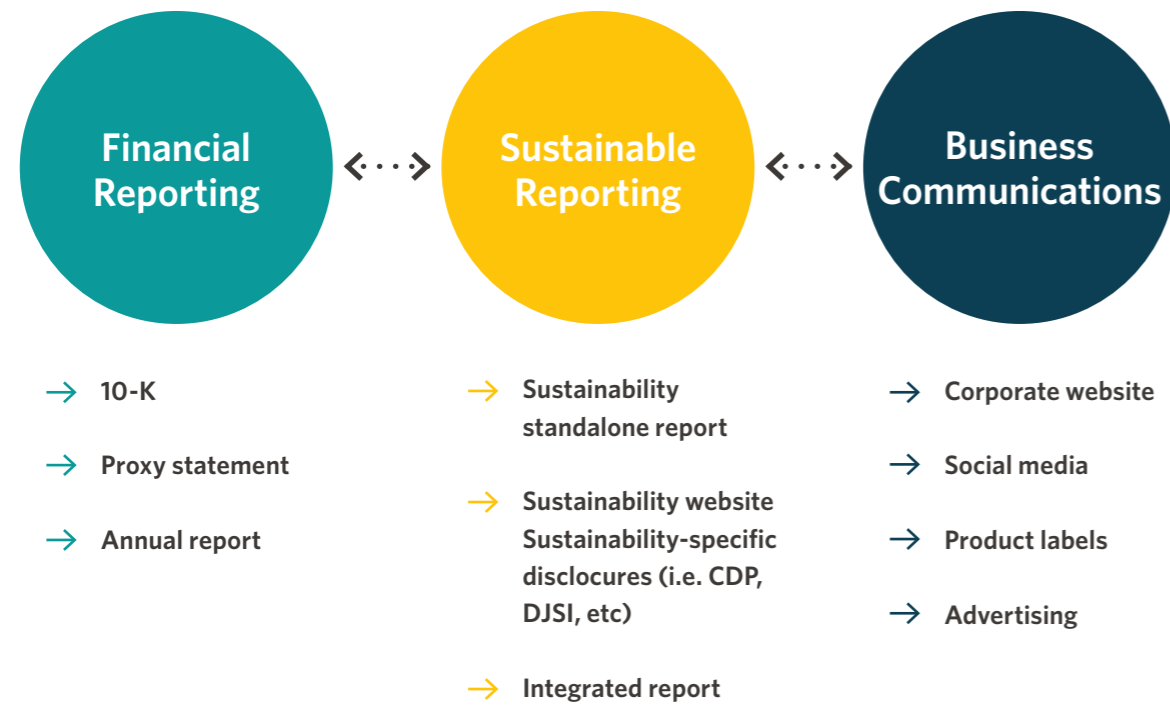 Financial
Reporting
Sustainable
Reporting
Business
Communications
10-K
Proxy statement
Annual report
Sustainability
standalone report
Sustainability website
Sustainability-specific
disclocures (i.e. CDP,
DJSI, etc)
Integrated report
Corporate website
Social media
Product labels
Advertising